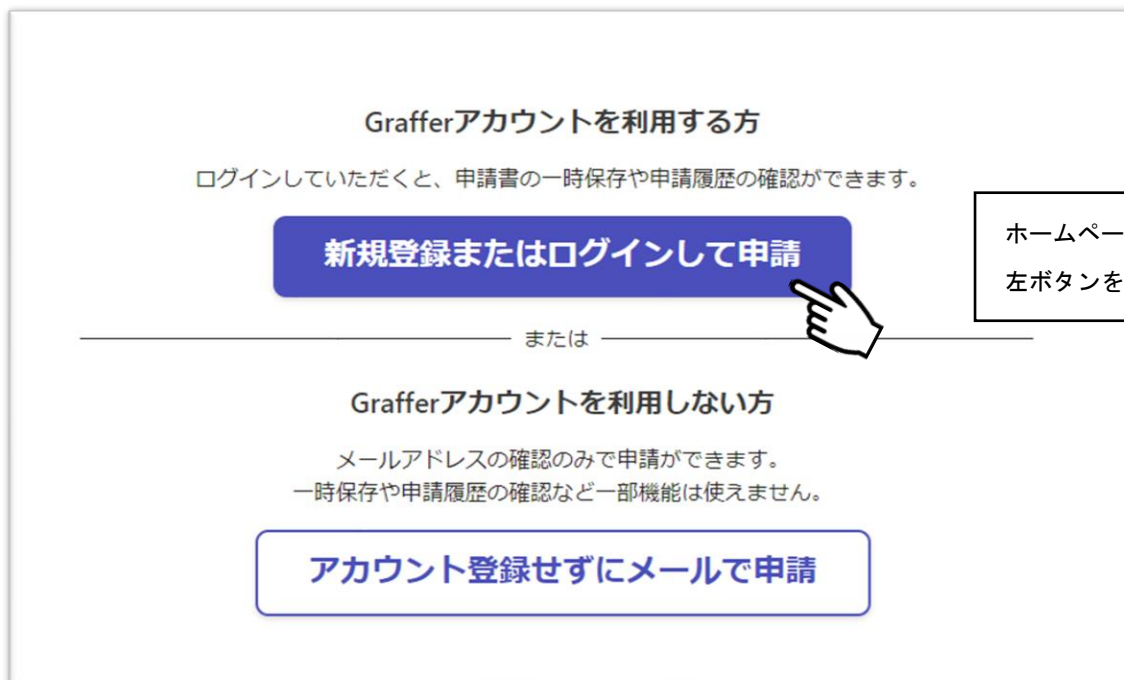 Grafferアカウントを利用する方
ログインしていただくと、申請書の一時保存や申請履歴の確認ができます。
新規登録またはログインして申請
ホームペー
左ボタンを
または
Grafferアカウントを利用しない方
メールアドレスの確認のみで申請ができます。
一時保存や申請履歴の確認など一部機能は使えません。
アカウント登録せずにメールで申請